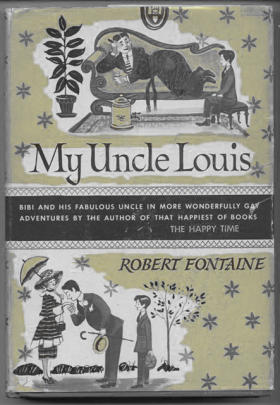 My Uncle Louis
BIBI AND HIS FABULOUS UNCLE IN MORE WONDERFULLY GAY
ADVENTURES BY THE AUTHOR OF THAT HAPPIEST OF BOOKS
THE HAPPY TIME
ROBERT FONTAINE